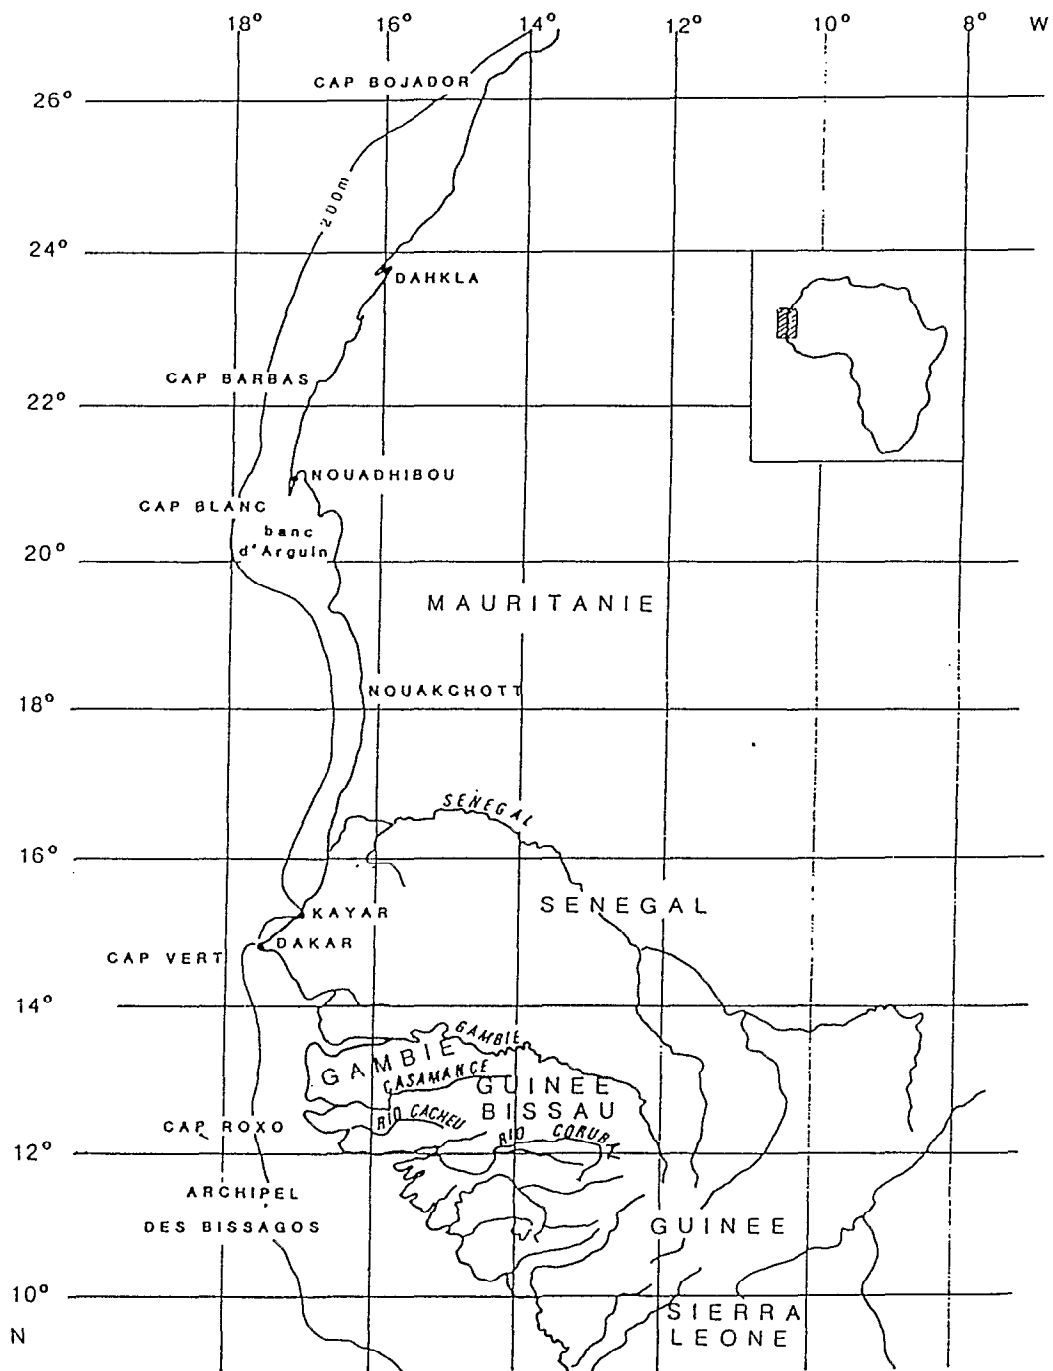 18° 16° 14° 12° 10° 8° W
CAP BOJADOR
26°
200m
24°
DAHKLA
CAP BARBAS
22°
NOUADHIBOU
CAP BLANC
banc
d'Arguin
20°
MAURITANIE
NOUAKCHOTT
18°
SENEGAL
16°
SENEGAL
KAYAR
DAKAR
CAP VERT
14°
GAMBIE
GAMBIE
CASAMANCE
GUINEE
BISSAU
RIO CACHEU
CAP ROXO
RIO CORUBAL
12°
ARCHIPEL
DES BISSAGOS
GUINEE
10°
SIERRA
LEONE
N